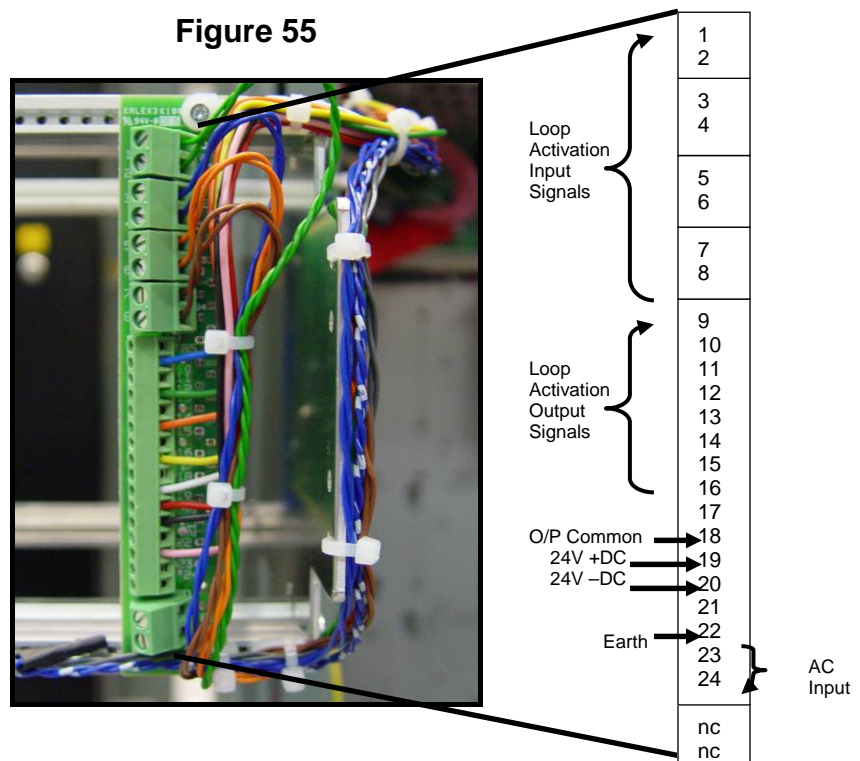 Figure 55
1
2
3
4
Loop
Activation
Input
Signals
5
6
7
8
9
10
11
Loop
Activation
Output
Signals
12
13
14
15
16
17
O/P Common
18
24V +DC
19
24V –DC
20
21
Earth
22
23
24
AC
Input
nc
nc
94V-0